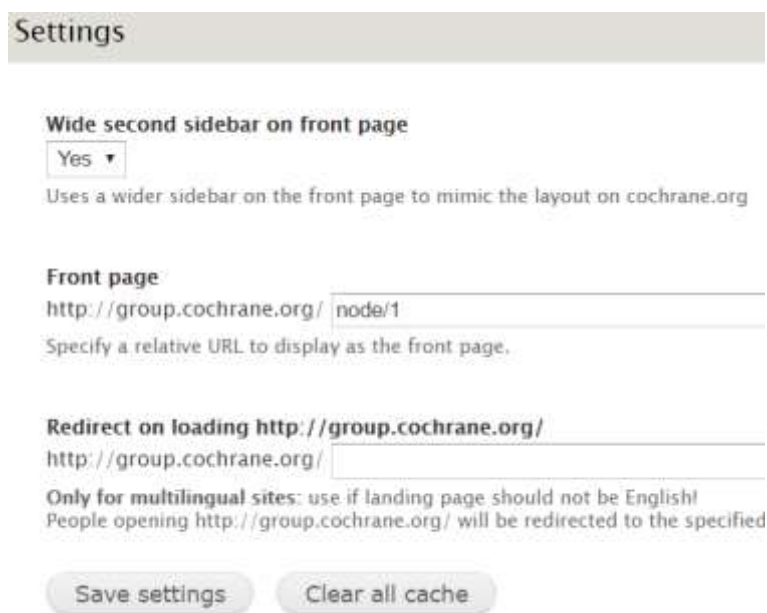 Settings
Wide second sidebar on front page
Yes
Uses a wider sidebar on the front page to mimic the layout on cochrane.org
Front page
http://group.cochrane.org/ node/1
Specify a relative URL to display as the front page.
Redirect on loading http://group.cochrane.org/
http://group.cochrane.org/
Only for multilingual sites: use if landing page should not be English!
People opening http://group.cochrane.org/ will be redirected to the specified
Save settings Clear all cache